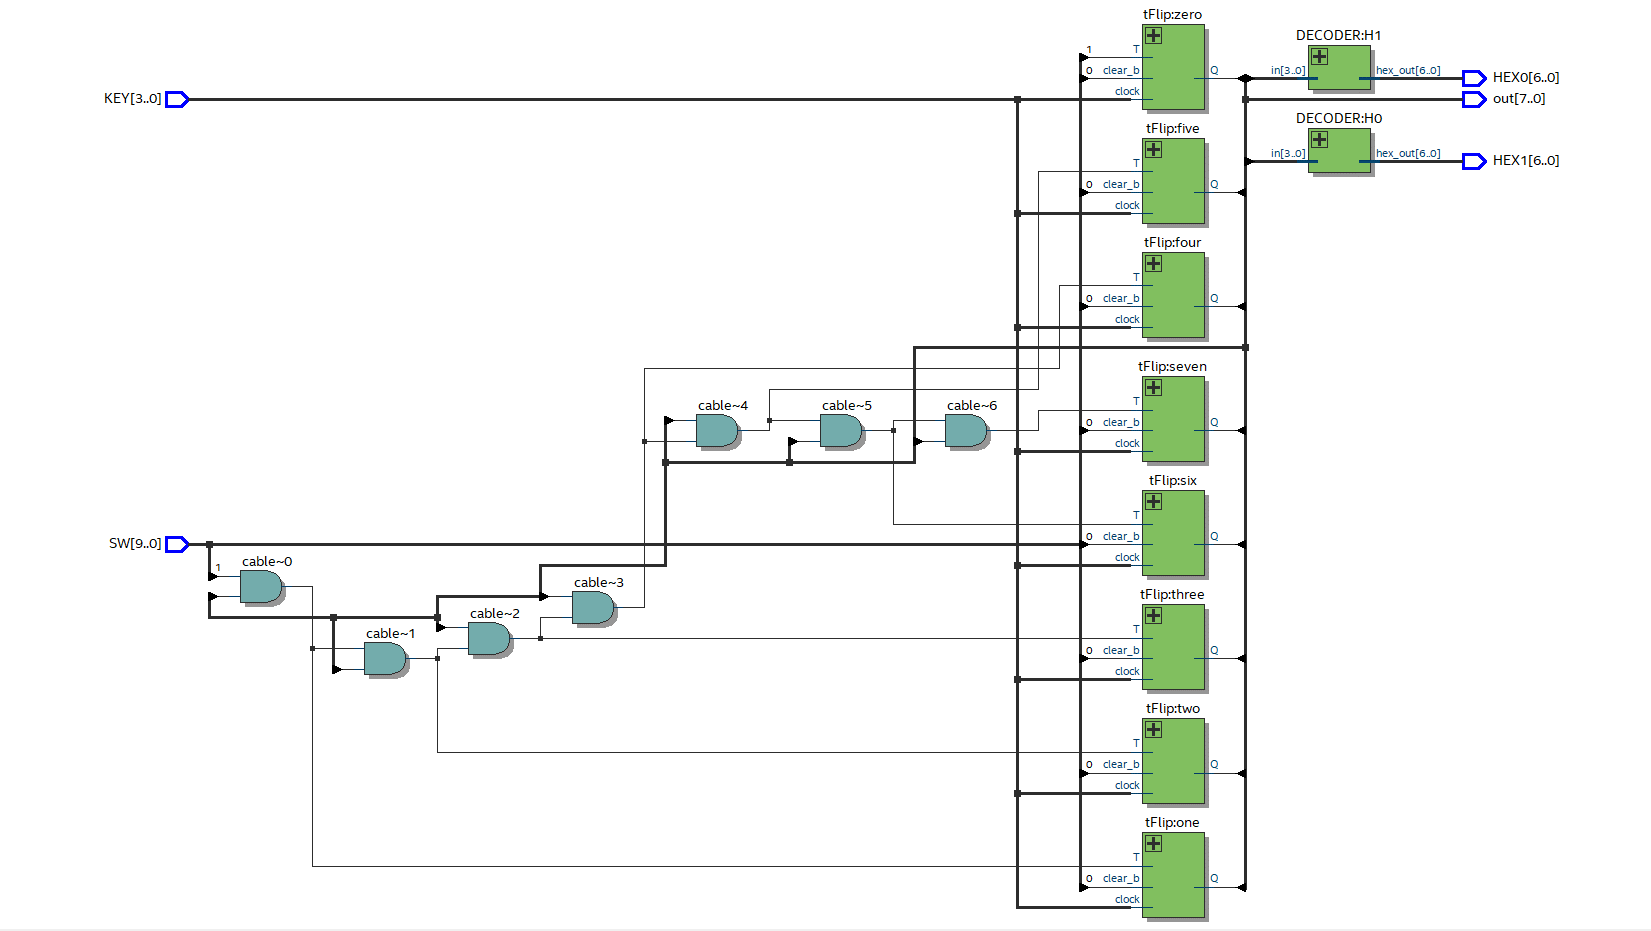 tFlip:zero
1
T
0
clear_b
clock
Q
DECODER:H1
in[3..0]
hex_out[6..0]
HEX0[6..0]
KEY[3..0]
out[7..0]
DECODER:H0
in[3..0]
hex_out[6..0]
HEX1[6..0]
tFlip:five
T
0
clear_b
clock
Q
tFlip:four
T
0
clear_b
clock
Q
tFlip:seven
T
0
clear_b
clock
Q
cable~4
cable~5
cable~6
tFlip:six
T
0
clear_b
clock
Q
SW[9..0]
1
cable~0
cable~3
cable~2
cable~1
tFlip:three
T
0
clear_b
clock
Q
tFlip:two
T
0
clear_b
clock
Q
tFlip:one
T
0
clear_b
clock
Q